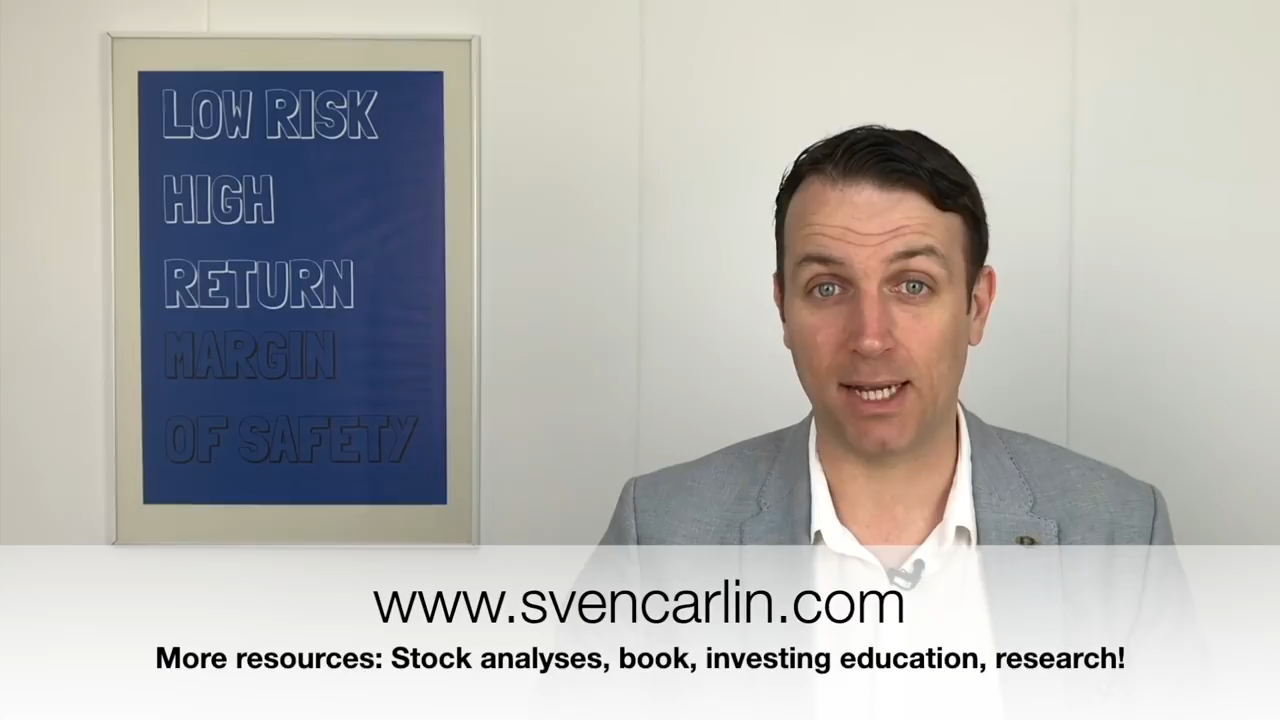 LOW RISK
HIGH
RETURN
MARGIN
OF SAFETY
www.svencarlin.com
More resources: Stock analyses, book, investing education, research!